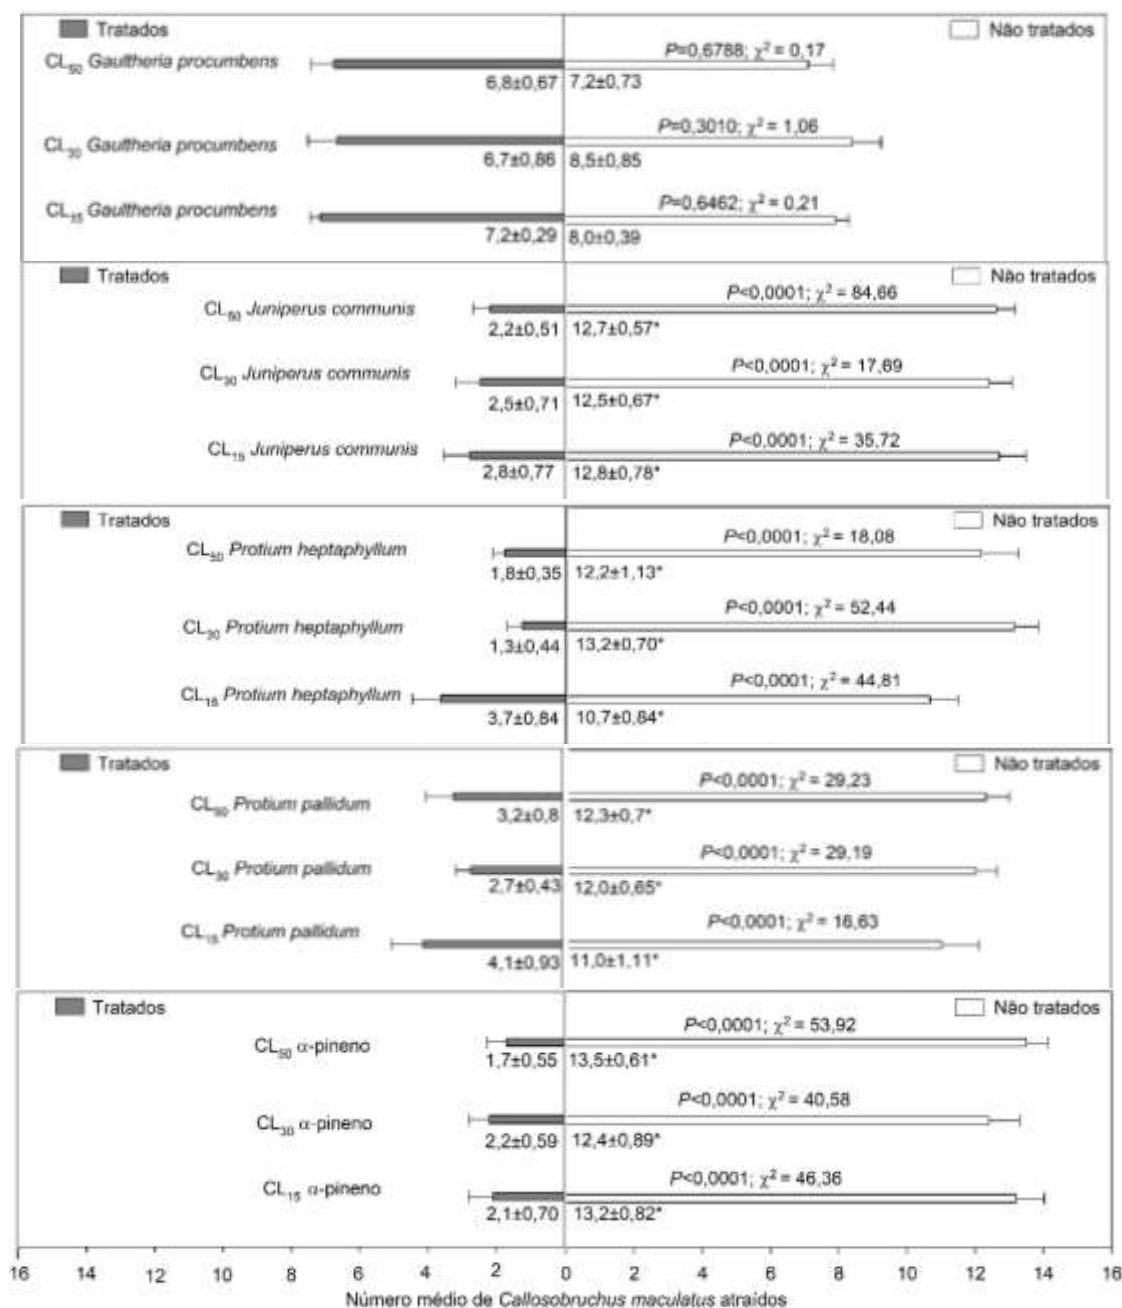 Tratados Não tratados
CL50 Gaultheria procumbens P=0,6788; χ² = 0,17
6,8±0,67 7,2±0,73
CL30 Gaultheria procumbens P=0,3010; χ² = 1,06
6,7±0,86 8,5±0,85
CL15 Gaultheria procumbens P=0,6462; χ² = 0,21
7,2±0,29 8,0±0,39
Tratados Não tratados
CL50 Juniperus communis P<0,0001; χ² = 84,66
2,2±0,51 12,7±0,57*
CL30 Juniperus communis P<0,0001; χ² = 17,69
2,5±0,71 12,5±0,67*
CL15 Juniperus communis P<0,0001; χ² = 35,72
2,8±0,77 12,8±0,78*
Tratados Não tratados
CL50 Protium heptaphyllum P<0,0001; χ² = 18,08
1,8±0,35 12,2±1,13*
CL30 Protium heptaphyllum P<0,0001; χ² = 52,44
1,3±0,44 13,2±0,70*
CL15 Protium heptaphyllum P<0,0001; χ² = 44,81
3,7±0,84 10,7±0,84*
Tratados Não tratados
CL50 Protium pallidum P<0,0001; χ² = 29,23
3,2±0,8 12,3±0,7*
CL30 Protium pallidum P<0,0001; χ² = 29,19
2,7±0,43 12,0±0,65*
CL15 Protium pallidum P<0,0001; χ² = 16,63
4,1±0,93 11,0±1,11*
Tratados Não tratados
CL50 α-pineno P<0,0001; χ² = 53,92
1,7±0,55 13,5±0,61*
CL30 α-pineno P<0,0001; χ² = 40,58
2,2±0,59 12,4±0,89*
CL15 α-pineno P<0,0001; χ² = 46,36
2,1±0,70 13,2±0,82*
16 14 12 10 8 6 4 2 0 2 4 6 8 10 12 14 16
Número médio de Callosobruchus maculatus atraídos